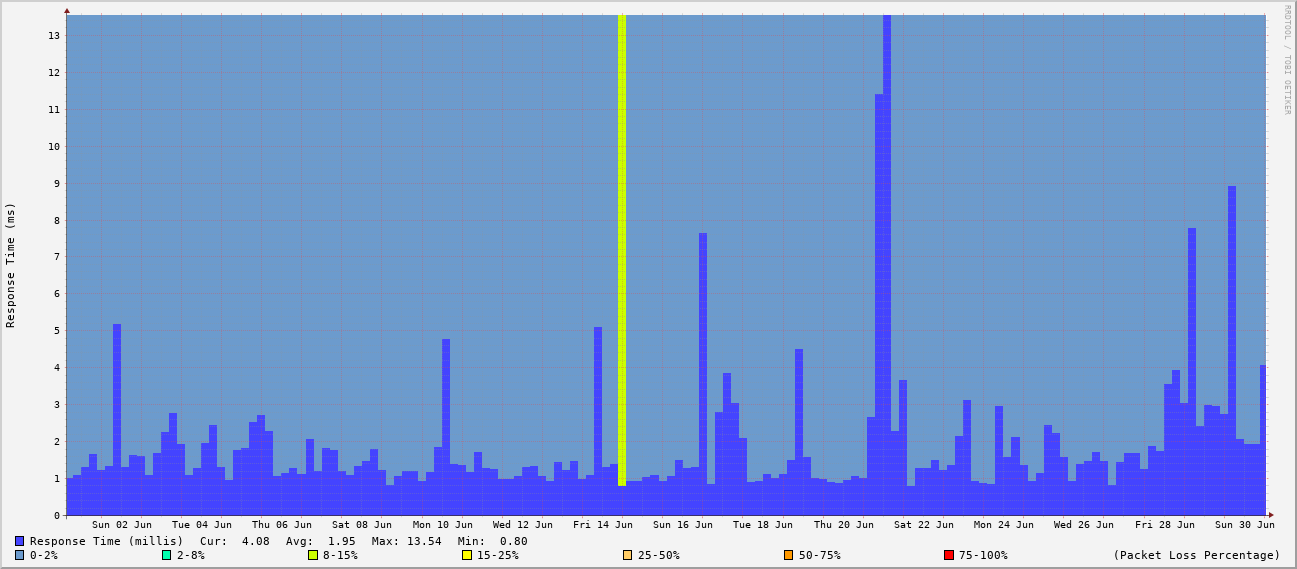 RRDTOOL / TOBI OETIKER
Response Time (ms)
13
12
11
10
9
8
7
6
5
4
3
2
1
0
Sun 02 Jun Tue 04 Jun Thu 06 Jun Sat 08 Jun Mon 10 Jun Wed 12 Jun Fri 14 Jun Sun 16 Jun Tue 18 Jun Thu 20 Jun Sat 22 Jun Mon 24 Jun Wed 26 Jun Fri 28 Jun Sun 30 Jun
Response Time (millis) Cur: 4.08 Avg: 1.95 Max: 13.54 Min: 0.80
0-2% 2-8% 8-15% 15-25% 25-50% 50-75% 75-100% (Packet Loss Percentage)